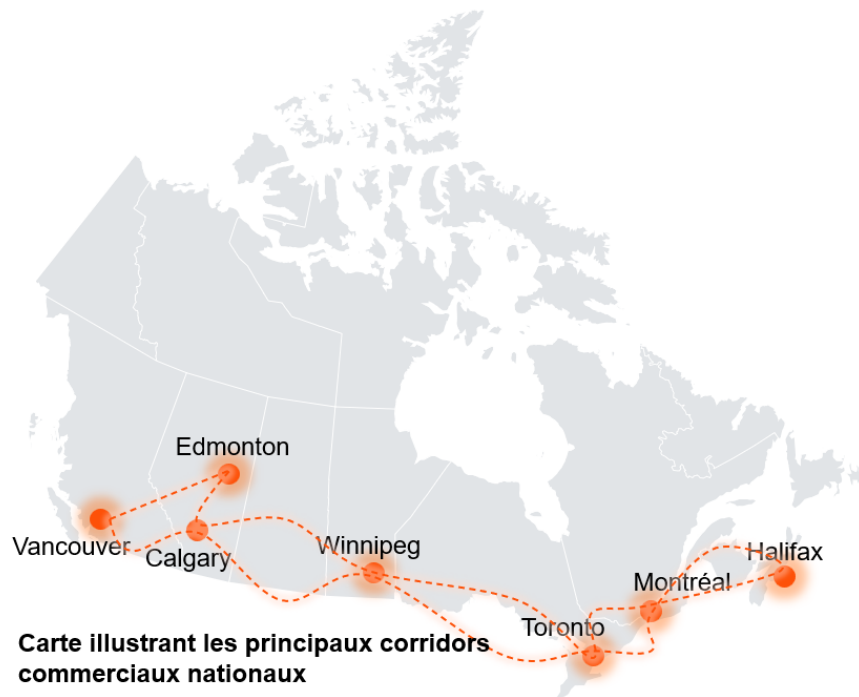 Edmonton
Vancouver
Calgary
Winnipeg
Halifax
Montréal
Toronto
Carte illustrant les principaux corridors
commerciaux nationaux